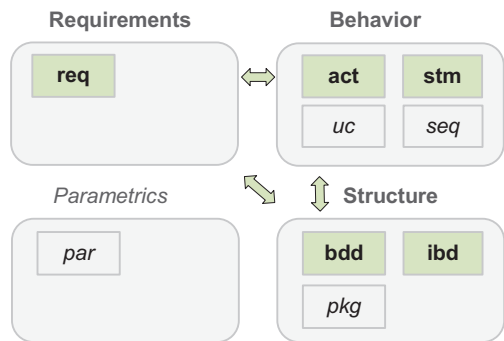 Requirements
Behavior
req
act
stm
uc
seq
Parametrics
Structure
par
bdd
ibd
pkg